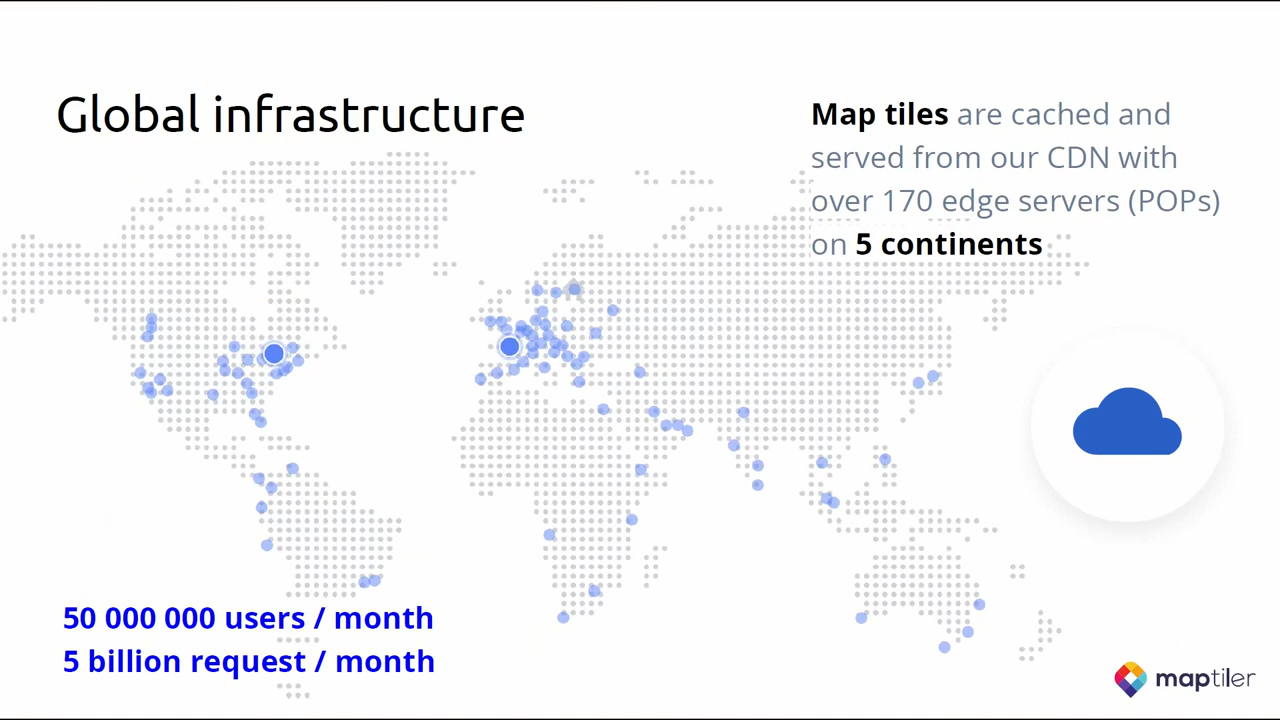 Global infrastructure
Map tiles are cached and
served from our CDN with
over 170 edge servers (POPs)
on 5 continents
50 000 000 users / month
5 billion request / month
maptiler